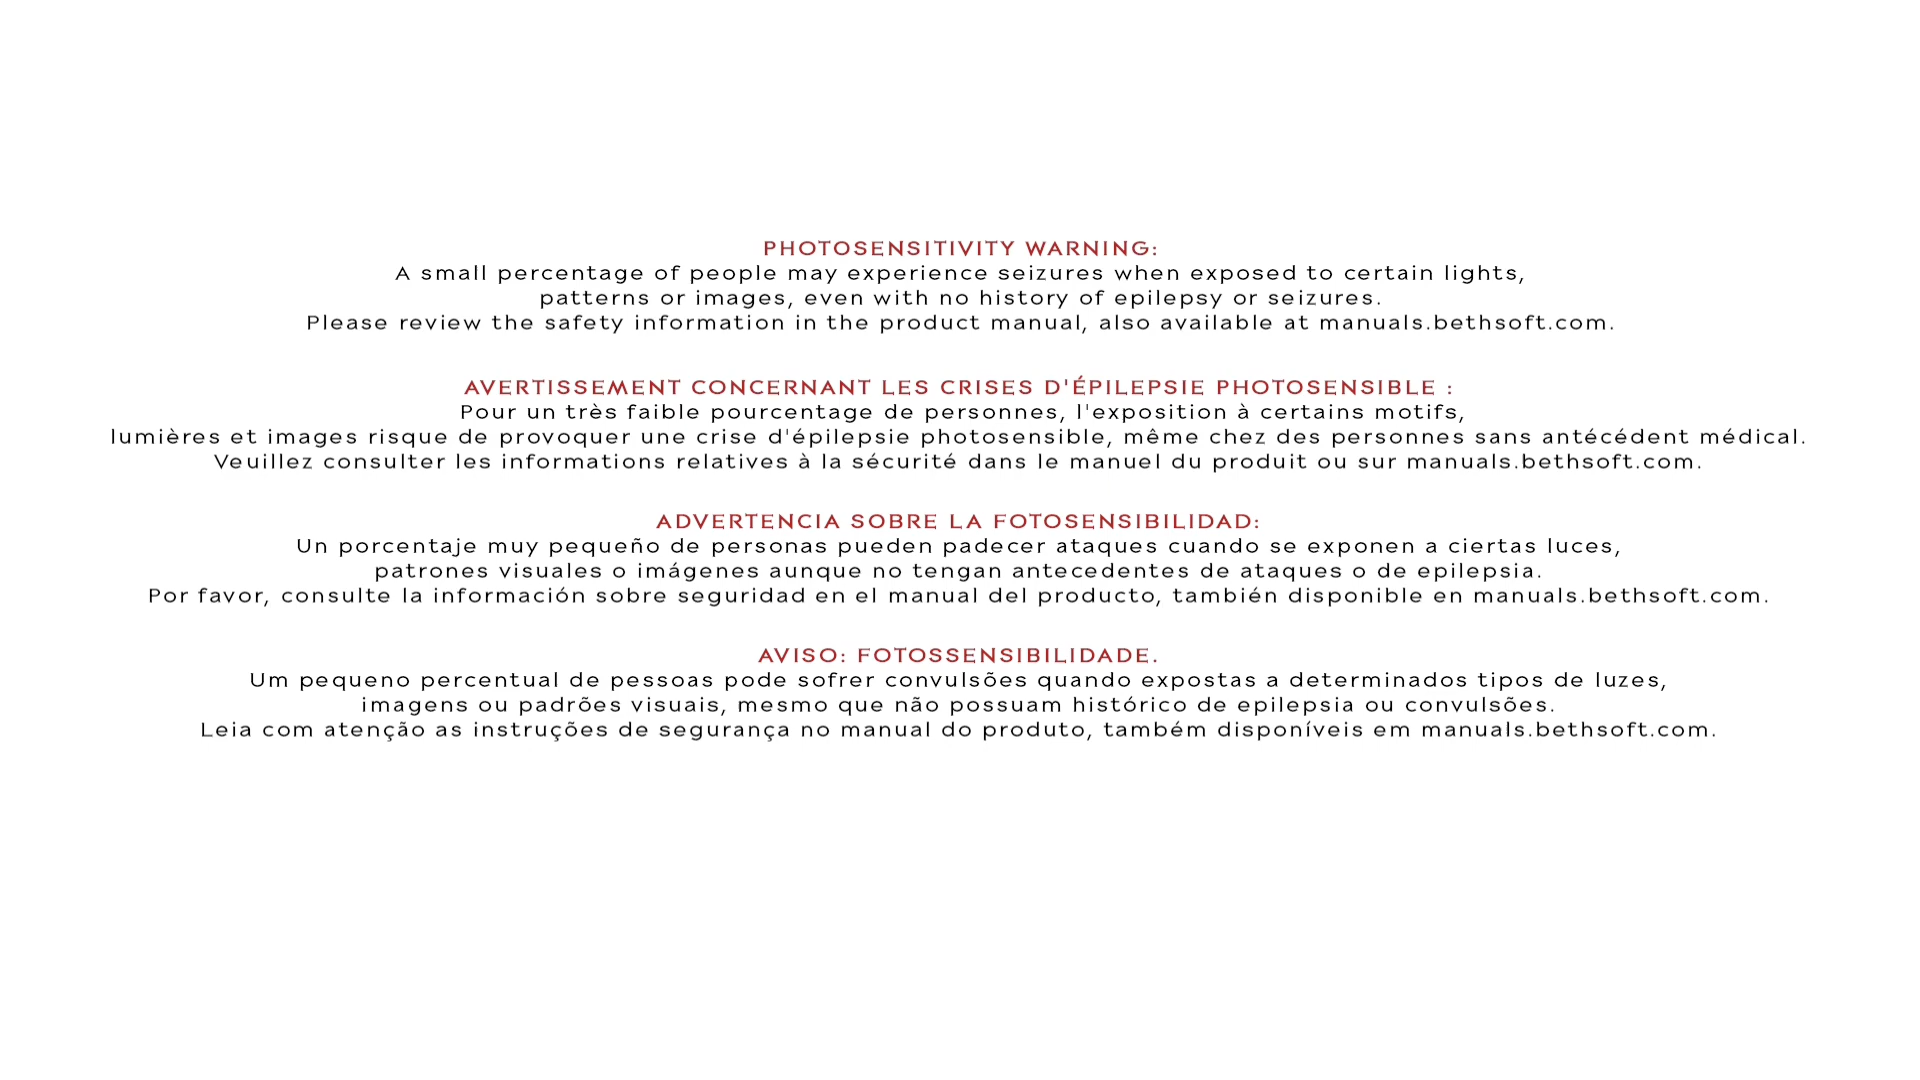 PHOTOSENSITIVITY WARNING:
A small percentage of people may experience seizures when exposed to certain lights,
patterns or images, even with no history of epilepsy or seizures.
Please review the safety information in the product manual, also available at manuals.bethsoft.com.
AVERTISSEMENT CONCERNANT LES CRISES D'ÉPILEPSIE PHOTOSENSIBLE :
Pour un très faible pourcentage de personnes, l'exposition à certains motifs,
lumières et images risque de provoquer une crise d'épilepsie photosensible, même chez des personnes sans antécédent médical.
Veuillez consulter les informations relatives à la sécurité dans le manuel du produit ou sur manuals.bethsoft.com.
ADVERTENCIA SOBRE LA FOTOSENSIBILIDAD:
Un porcentaje muy pequeño de personas pueden padecer ataques cuando se exponen a ciertas luces,
patrones visuales o imágenes aunque no tengan antecedentes de ataques o de epilepsia.
Por favor, consulte la información sobre seguridad en el manual del producto, también disponible en manuals.bethsoft.com.
AVISO: FOTOSSENSIBILIDADE.
Um pequeno percentual de pessoas pode sofrer convulsões quando expostas a determinados tipos de luzes,
imagens ou padrões visuais, mesmo que não possuam histórico de epilepsia ou convulsões.
Leia com atenção as instruções de segurança no manual do produto, também disponíveis em manuals.bethsoft.com.